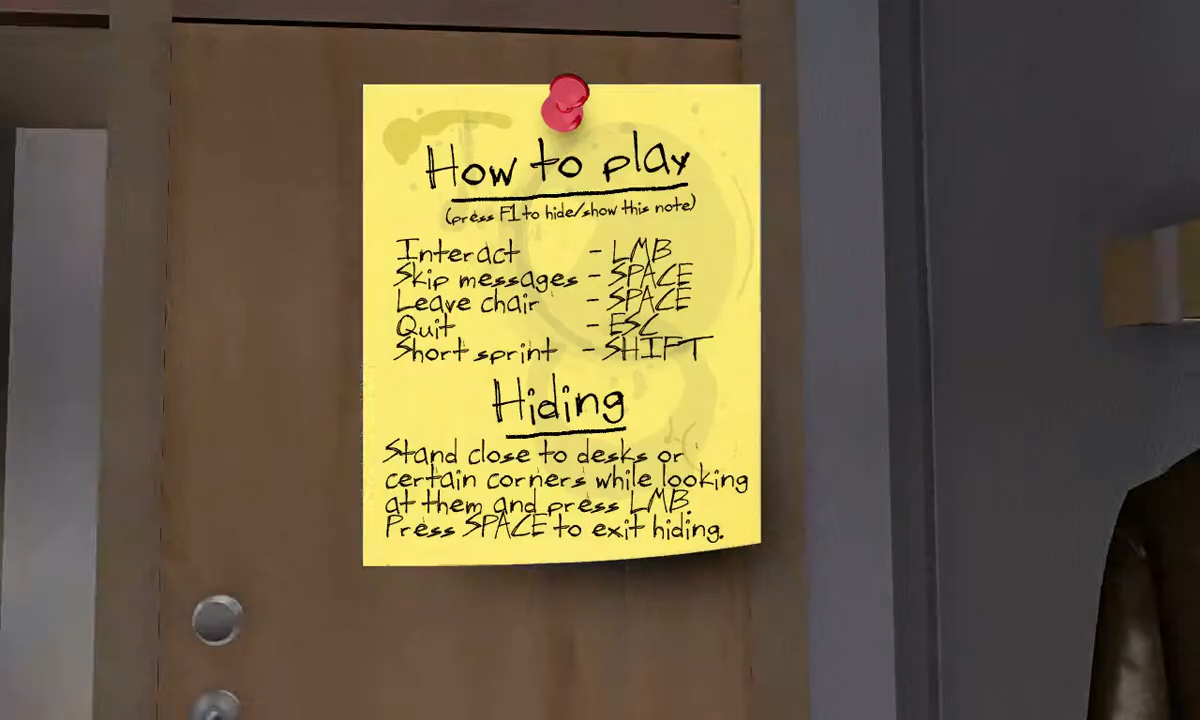 How to play
(press F1 to hide/show this note)
Interact - LMB
Skip messages - SPACE
Leave chair - SPACE
Quit - ESC
Short sprint - SHIFT
Hiding
Stand close to desks or
certain corners while looking
at them and press LMB.
Press SPACE to exit hiding.